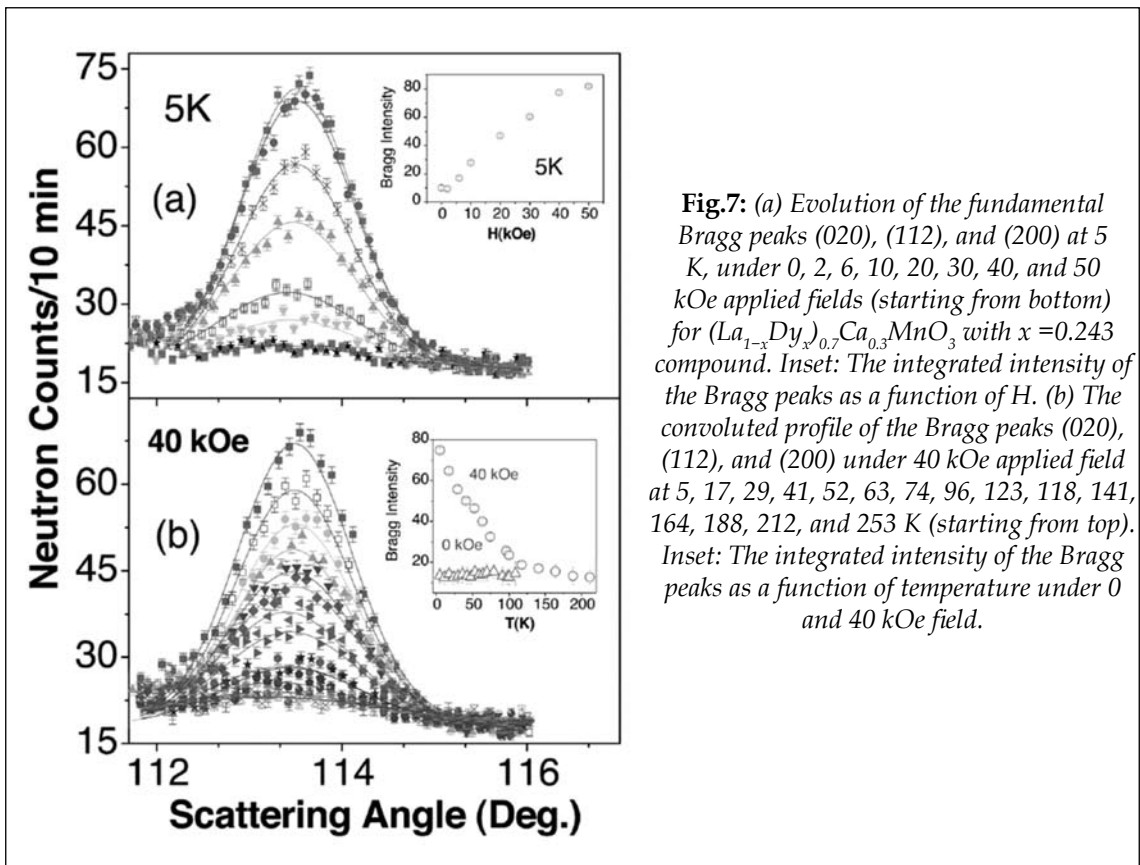 75
60
45
30
15
5K
(a)
Bragg Intensity
80
60
40
20
0
5K
0 10 20 30 40 50
H(kOe)
Neutron Counts/10 min
75
60
45
30
15
40 kOe
(b)
Bragg Intensity
80
60
40
20
40 kOe
0 kOe
0 50 100 150 200
T(K)
112 114 116
Scattering Angle (Deg.)
Fig.7: (a) Evolution of the fundamental
Bragg peaks (020), (112), and (200) at 5
K, under 0, 2, 6, 10, 20, 30, 40, and 50
kOe applied fields (starting from bottom)
for (La₁₋ₓDyₓ)₀.₇Ca₀.₃MnO₃ with x =0.243
compound. Inset: The integrated intensity of
the Bragg peaks as a function of H. (b) The
convoluted profile of the Bragg peaks (020),
(112), and (200) under 40 kOe applied field
at 5, 17, 29, 41, 52, 63, 74, 96, 123, 118, 141,
164, 188, 212, and 253 K (starting from top).
Inset: The integrated intensity of the Bragg
peaks as a function of temperature under 0
and 40 kOe field.